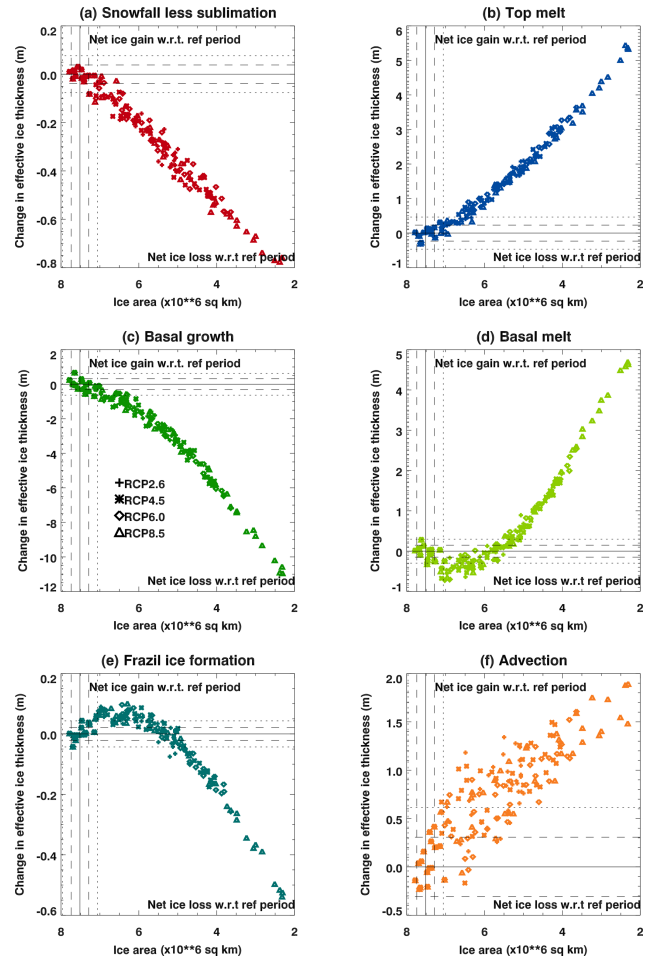 (a) Snowfall less sublimation
Net ice gain w.r.t. ref period
Net ice loss w.r.t ref period
Change in effective ice thickness (m)
0.2
0.0
-0.2
-0.4
-0.6
-0.8
8 6 4 2
Ice area (x10**6 sq km)
(b) Top melt
Net ice gain w.r.t. ref period
Net ice loss w.r.t ref period
Change in effective ice thickness (m)
6
5
4
3
2
1
0
-1
8 6 4 2
Ice area (x10**6 sq km)
(c) Basal growth
Net ice gain w.r.t. ref period
RCP2.6
RCP4.5
RCP6.0
RCP8.5
Net ice loss w.r.t ref period
Change in effective ice thickness (m)
2
0
-2
-4
-6
-8
-10
-12
8 6 4 2
Ice area (x10**6 sq km)
(d) Basal melt
Net ice gain w.r.t. ref period
Net ice loss w.r.t ref period
Change in effective ice thickness (m)
5
4
3
2
1
0
-1
8 6 4 2
Ice area (x10**6 sq km)
(e) Frazil ice formation
Net ice gain w.r.t. ref period
Net ice loss w.r.t ref period
Change in effective ice thickness (m)
0.2
0.0
-0.2
-0.4
-0.6
8 6 4 2
Ice area (x10**6 sq km)
(f) Advection
Net ice gain w.r.t. ref period
Net ice loss w.r.t ref period
Change in effective ice thickness (m)
2.0
1.5
1.0
0.5
0.0
-0.5
8 6 4 2
Ice area (x10**6 sq km)